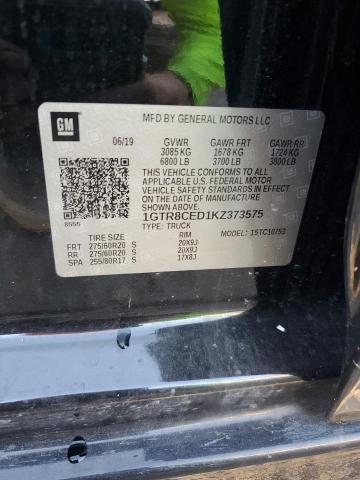 GM
MFD BY GENERAL MOTORS LLC
06/19 GVWR GAWR FRT GAWR RR
3085 KG 1678 KG 1724 KG
6800 LB 3700 LB 3800 LB
THIS VEHICLE CONFORMS TO ALL
APPLICABLE U.S. FEDERAL MOTOR
VEHICLE SAFETY STANDARDS IN
EFFECT ON THE DATE OF MANUFACTURE
SHOWN ABOVE.
1GTR8CED1KZ373575
8555 TYPE: TRUCK MODEL: 15TC10753
TIRE SIZE RIM
FRT 275/60R20 S 20X9J
RR 275/60R20 S 20X9J
SPA 255/80R17 S 17X8J